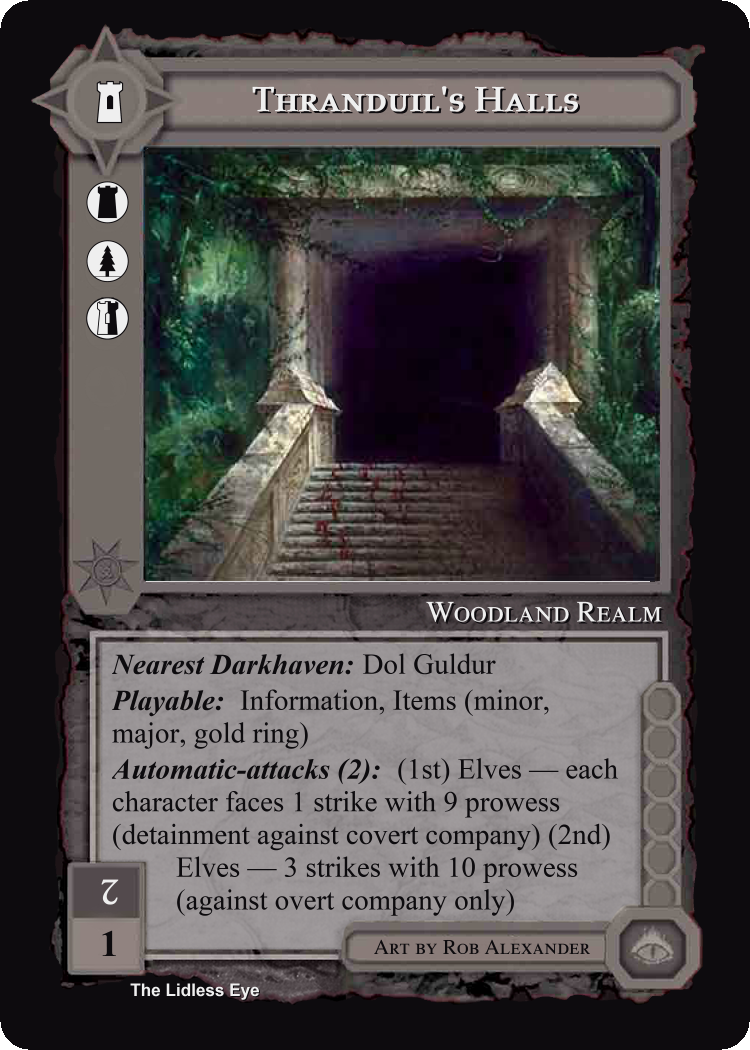 Thranduil's Halls
Woodland Realm
Nearest Darkhaven: Dol Guldur
Playable: Information, Items (minor,
major, gold ring)
Automatic-attacks (2): (1st) Elves — each
character faces 1 strike with 9 prowess
(detainment against covert company) (2nd)
Elves — 3 strikes with 10 prowess
(against overt company only)
2
1
Art by Rob Alexander
The Lidless Eye